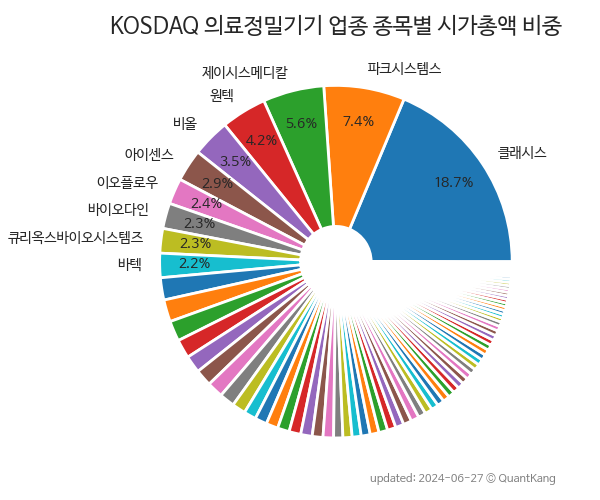 KOSDAQ 의료정밀기기 업종 종목별 시가총액 비중
클래시스
18.7%
파크시스템스
7.4%
제이시스메디칼
5.6%
원텍
4.2%
비올
3.5%
아이센스
2.9%
이오플로우
2.4%
바이오다인
2.3%
큐리옥스바이오시스템즈
2.3%
바텍
2.2%
updated: 2024-06-27 © QuantKang